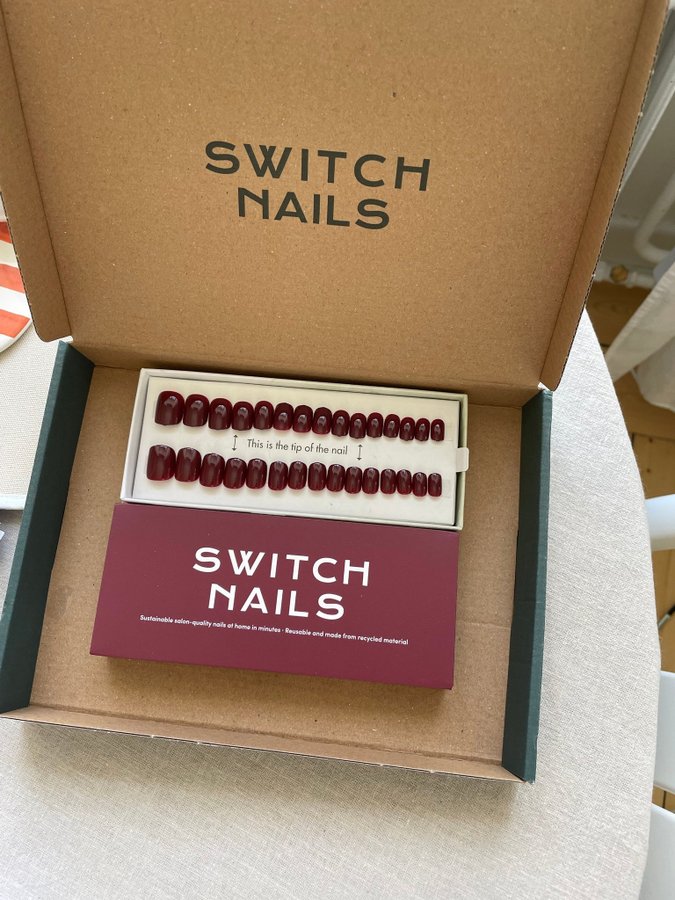 SWITCH
NAILS
This is the tip of the nail
SWITCH
NAILS
Sustainable salon-quality nails at home in minutes · Reusable and made from recycled material